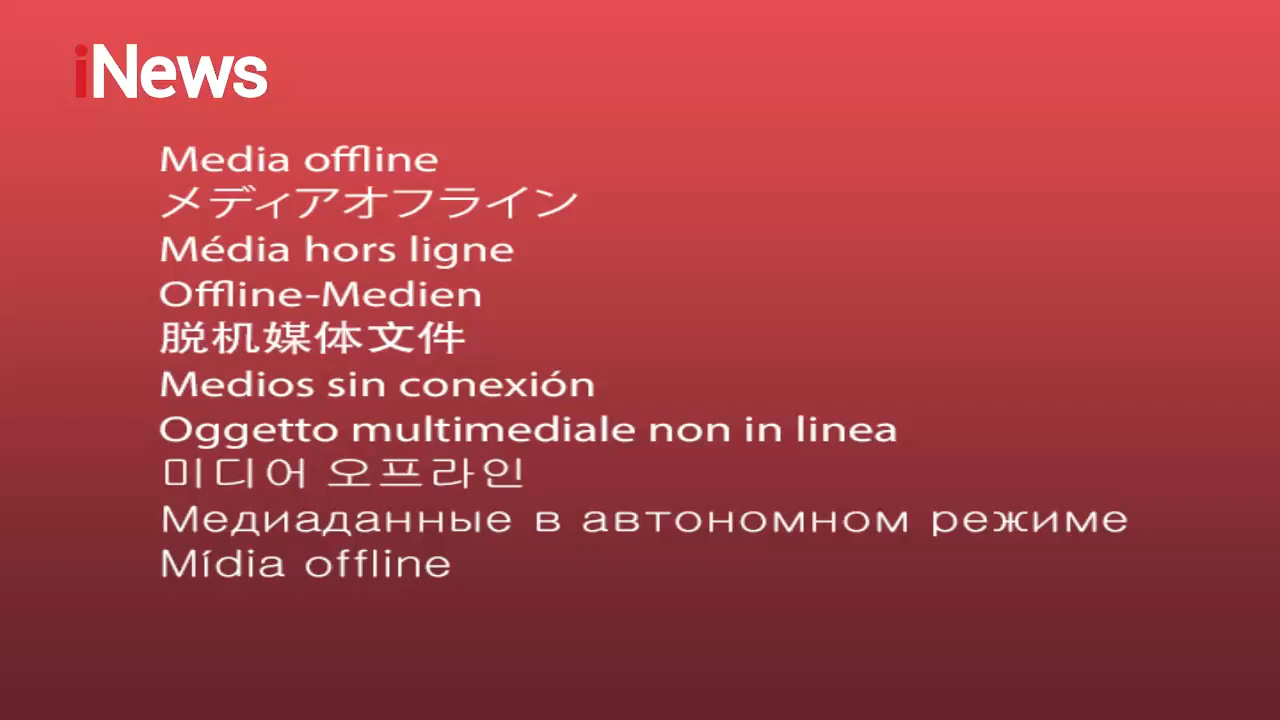 iNews
Media offline
メディアオフライン
Média hors ligne
Offline-Medien
脱机媒体文件
Medios sin conexión
Oggetto multimediale non in linea
미디어 오프라인
Медиаданные в автономном режиме
Mídia offline